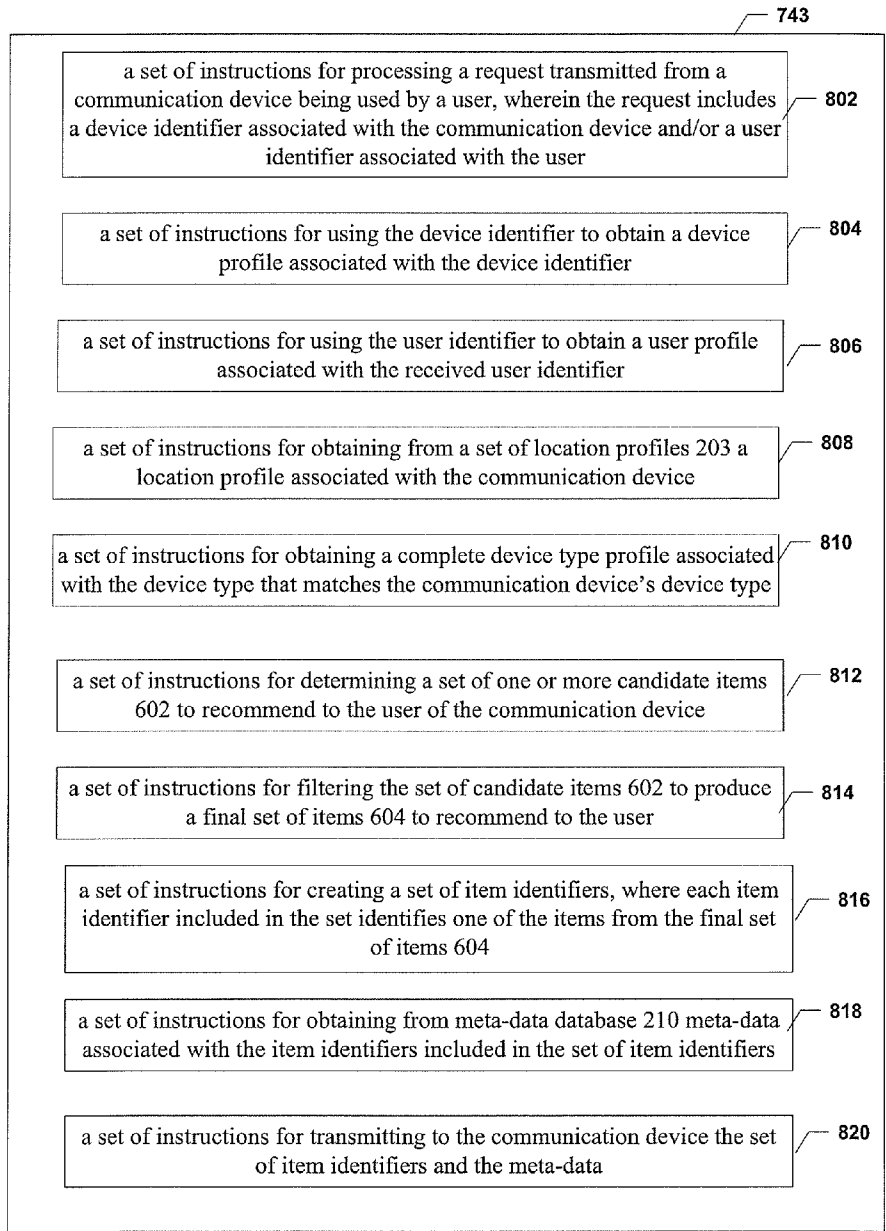 743
a set of instructions for processing a request transmitted from a
communication device being used by a user, wherein the request includes
a device identifier associated with the communication device and/or a user
identifier associated with the user
802
a set of instructions for using the device identifier to obtain a device
profile associated with the device identifier
804
a set of instructions for using the user identifier to obtain a user profile
associated with the received user identifier
806
a set of instructions for obtaining from a set of location profiles 203 a
location profile associated with the communication device
808
a set of instructions for obtaining a complete device type profile associated
with the device type that matches the communication device's device type
810
a set of instructions for determining a set of one or more candidate items
602 to recommend to the user of the communication device
812
a set of instructions for filtering the set of candidate items 602 to produce
a final set of items 604 to recommend to the user
814
a set of instructions for creating a set of item identifiers, where each item
identifier included in the set identifies one of the items from the final set
of items 604
816
a set of instructions for obtaining from meta-data database 210 meta-data
associated with the item identifiers included in the set of item identifiers
818
a set of instructions for transmitting to the communication device the set
of item identifiers and the meta-data
820